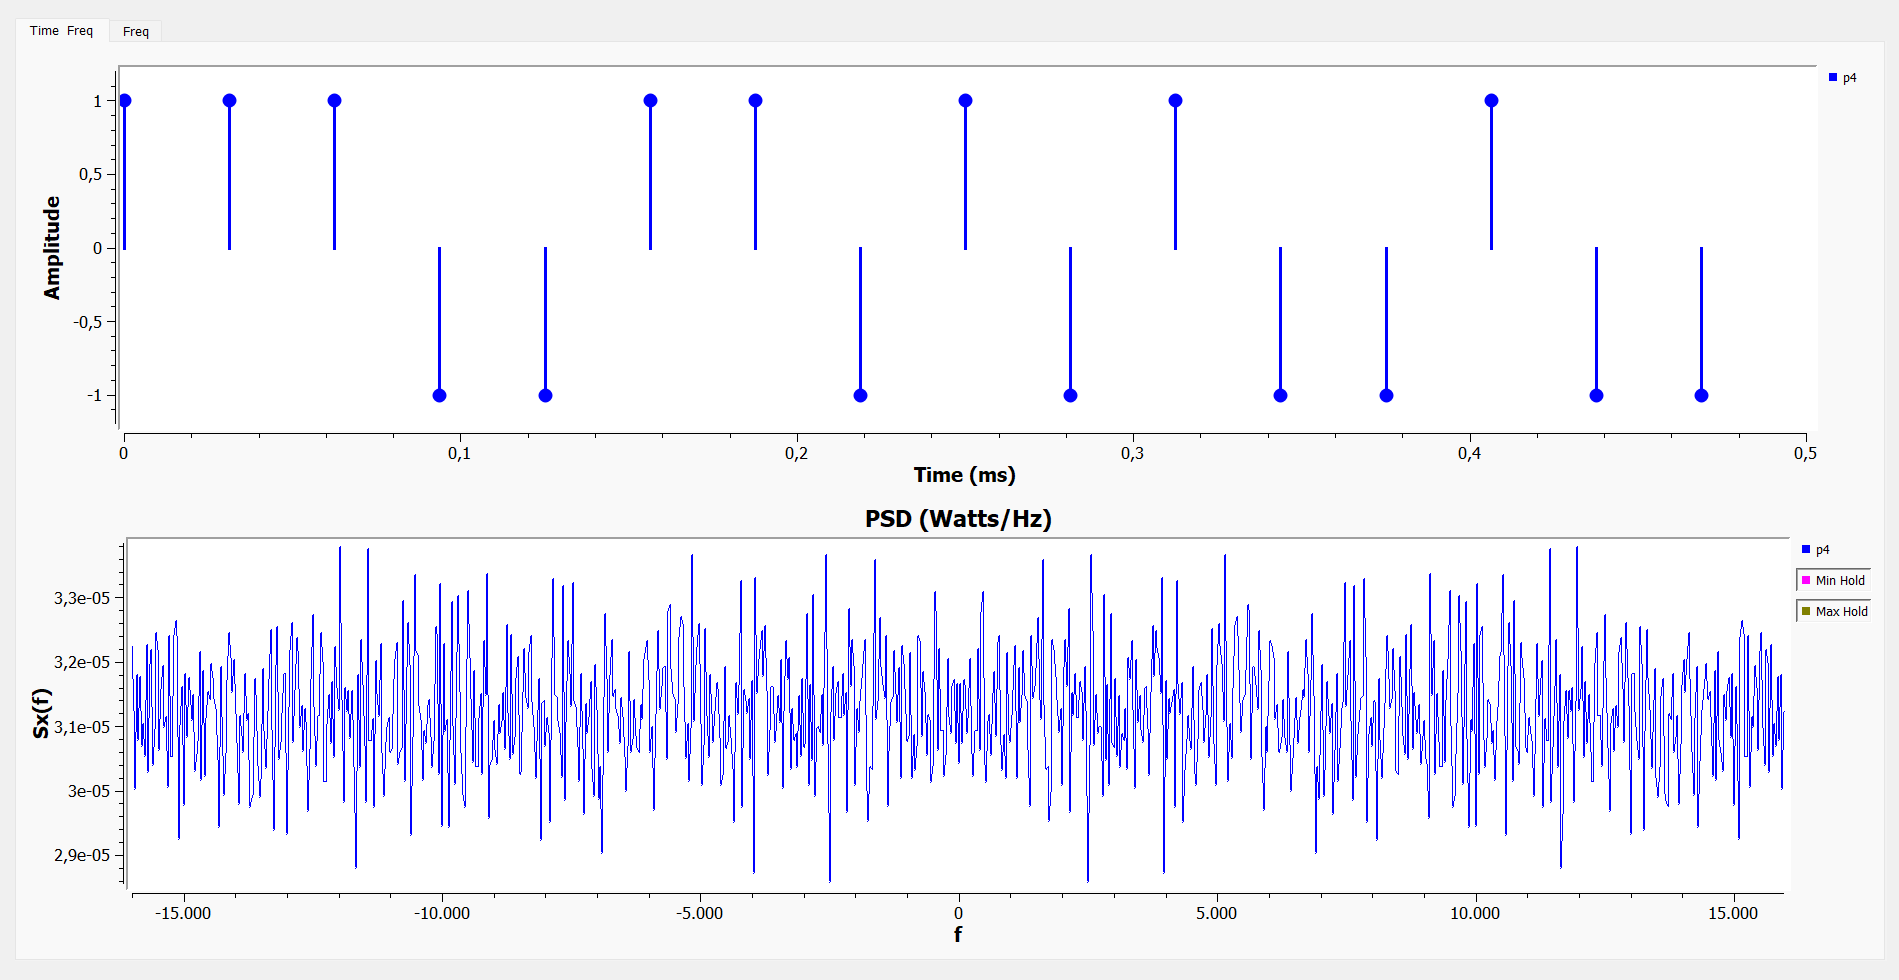 Time Freq
Freq
p4
1
0,5
0
-0,5
-1
Amplitude
0
0,1
0,2
0,3
0,4
0,5
Time (ms)
PSD (Watts/Hz)
p4
Min Hold
Max Hold
3,3e-05
3,2e-05
3,1e-05
3e-05
2,9e-05
Sx(f)
-15.000
-10.000
-5.000
0
5.000
10.000
15.000
f